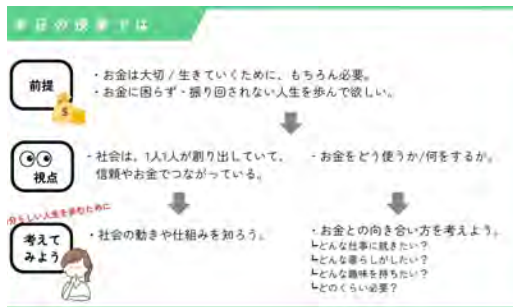 本日の授業では
前提
・お金は大切 / 生きていくために、もちろん必要。
・お金に困らず・振り回されない人生を歩んで欲しい。
$
視点
・社会は、1人1人が創り出していて、
信頼やお金でつながっている。
・お金をどう使うか/何をするか。
分らしい人生を歩むために
考えて
みよう
・社会の動きや仕組みを知ろう。
・お金との向き合い方を考えよう。
┗どんな仕事に就きたい？
┗どんな暮らしがしたい？
┗どんな趣味を持ちたい？
┗どのくらい必要？